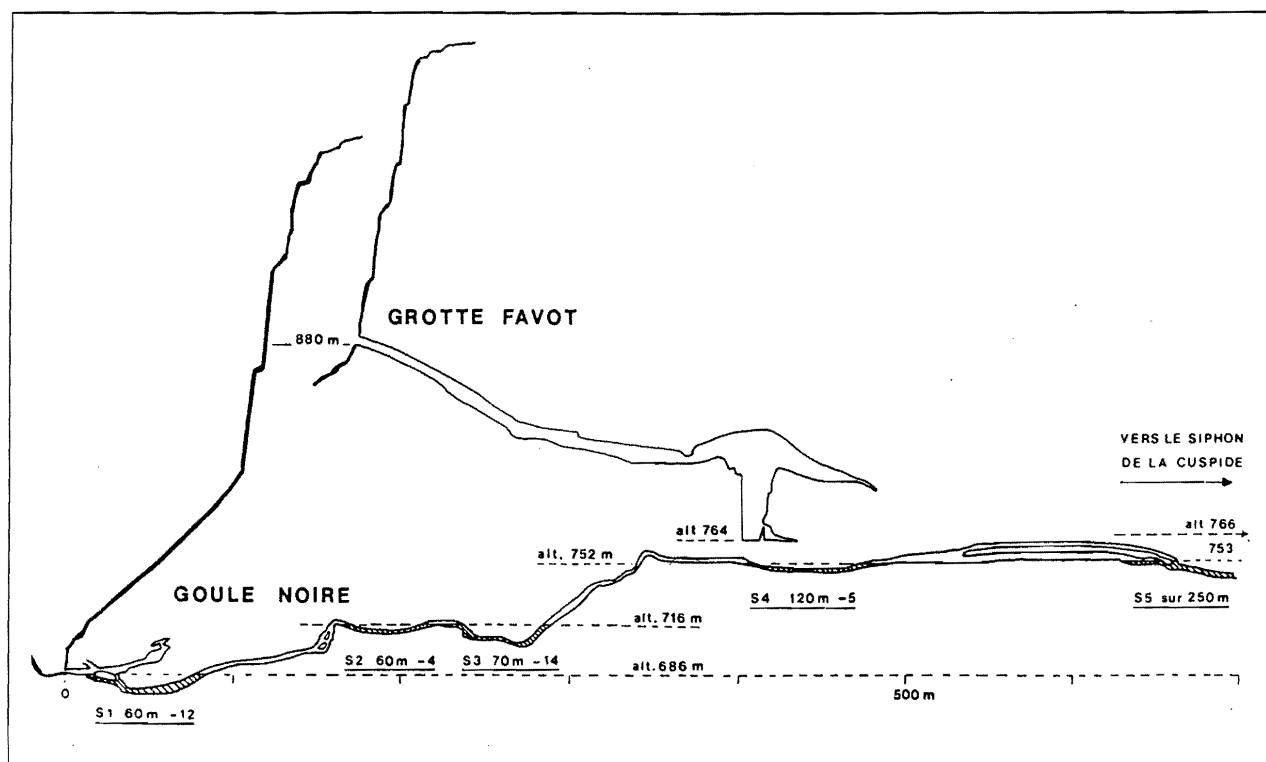 GROTTE FAVOT
880 m
VERS LE SIPHON
DE LA CUSPIDE
alt 764
alt 766
alt. 752 m
753
GOULE NOIRE
S4 120m -5
S5 sur 250m
alt. 716 m
S2 60m -4
S3 70m -14
alt. 686 m
0
500 m
S1 60m -12